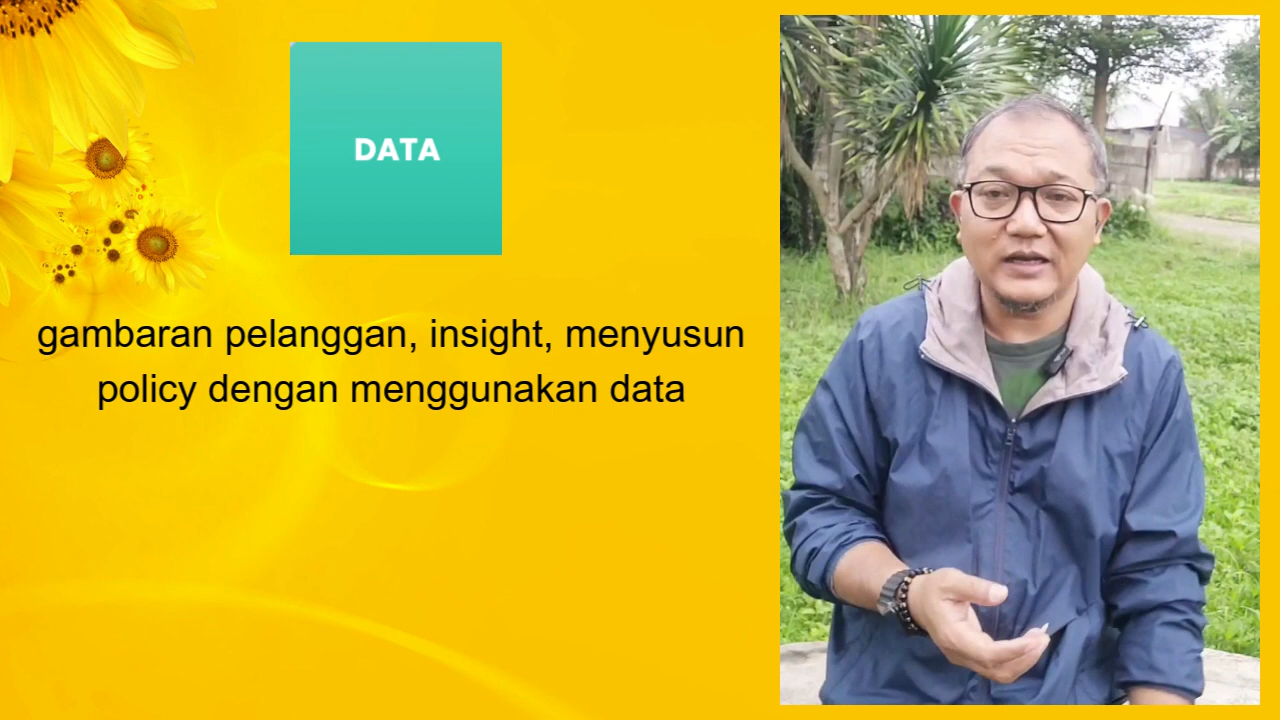 DATA
gambaran pelanggan, insight, menyusun
policy dengan menggunakan data